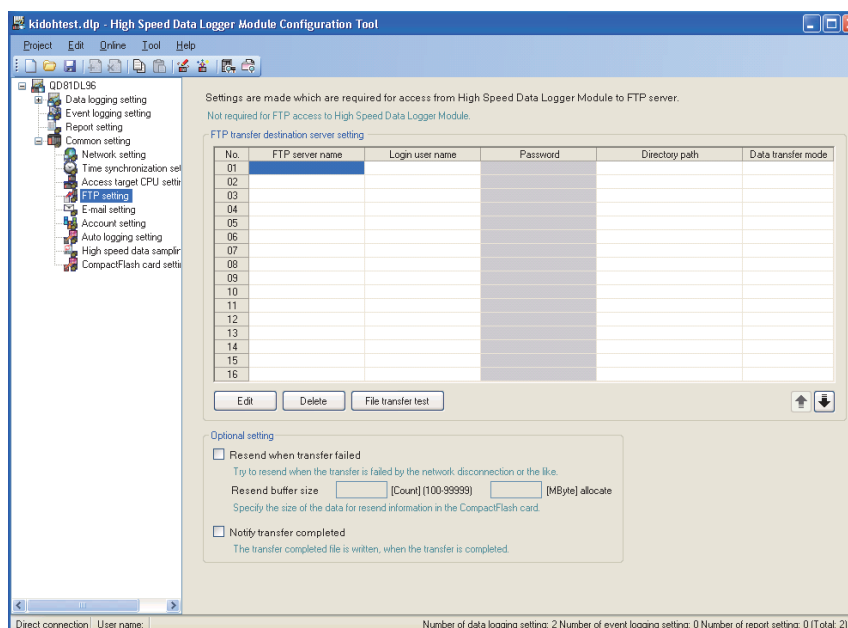 kidohtest.dlp - High Speed Data Logger Module Configuration Tool
Project Edit Online Tool Help
QD81DL96
Data logging setting
Event logging setting
Report setting
Common setting
Network setting
Time synchronization set
Access target CPU settin
FTP setting
E-mail setting
Account setting
Auto logging setting
High speed data samplin
CompactFlash card setti
Settings are made which are required for access from High Speed Data Logger Module to FTP server.
Not required for FTP access to High Speed Data Logger Module.
FTP transfer destination server setting
No. FTP server name Login user name Password Directory path Data transfer mode
01
02
03
04
05
06
07
08
09
10
11
12
13
14
15
16
Edit Delete File transfer test
Optional setting
Resend when transfer failed
Try to resend when the transfer is failed by the network disconnection or the like.
Resend buffer size [Count] (100-99999) [MByte] allocate
Specify the size of the data for resend information in the CompactFlash card.
Notify transfer completed
The transfer completed file is written, when the transfer is completed.
Direct connection User name: Number of data logging setting: 2 Number of event logging setting: 0 Number of report setting: 0 (Total: 2)